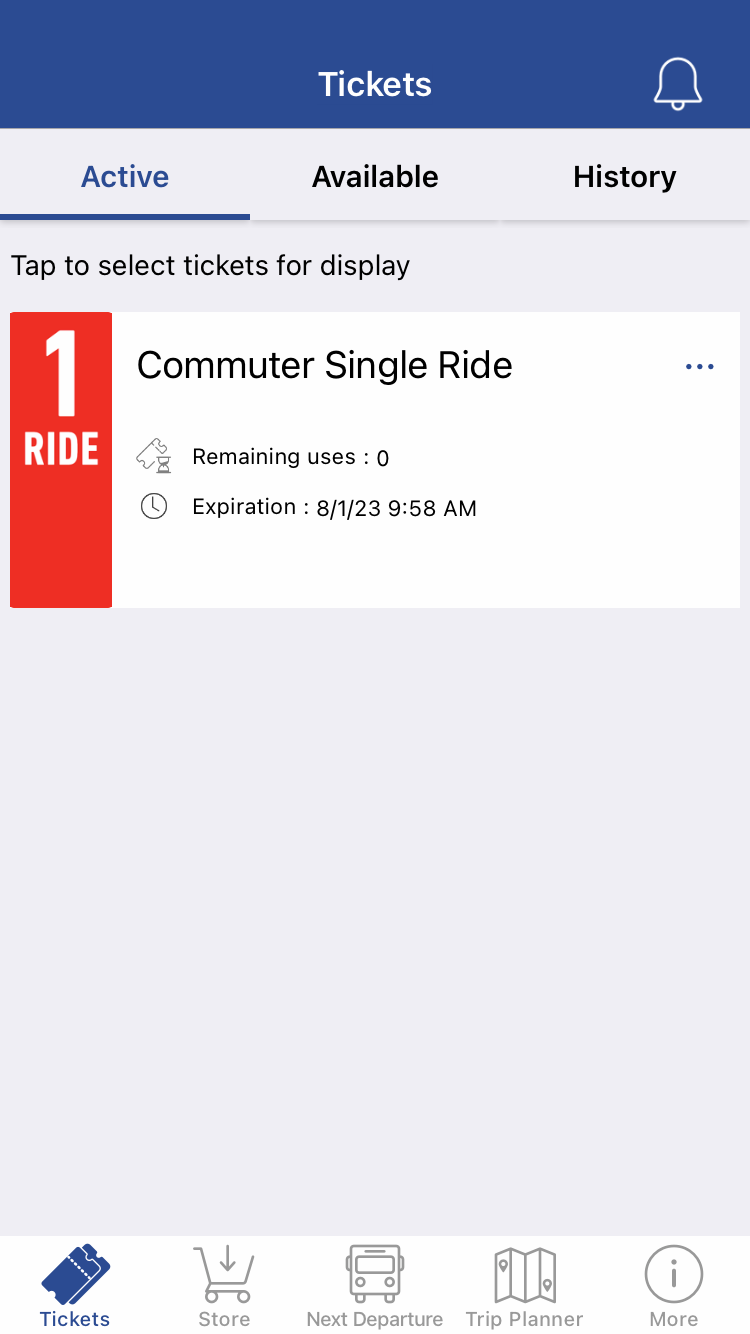 Tickets
Active Available History
Tap to select tickets for display
1
RIDE
Commuter Single Ride
Remaining uses : 0
Expiration : 8/1/23 9:58 AM
Tickets Store Next Departure Trip Planner More